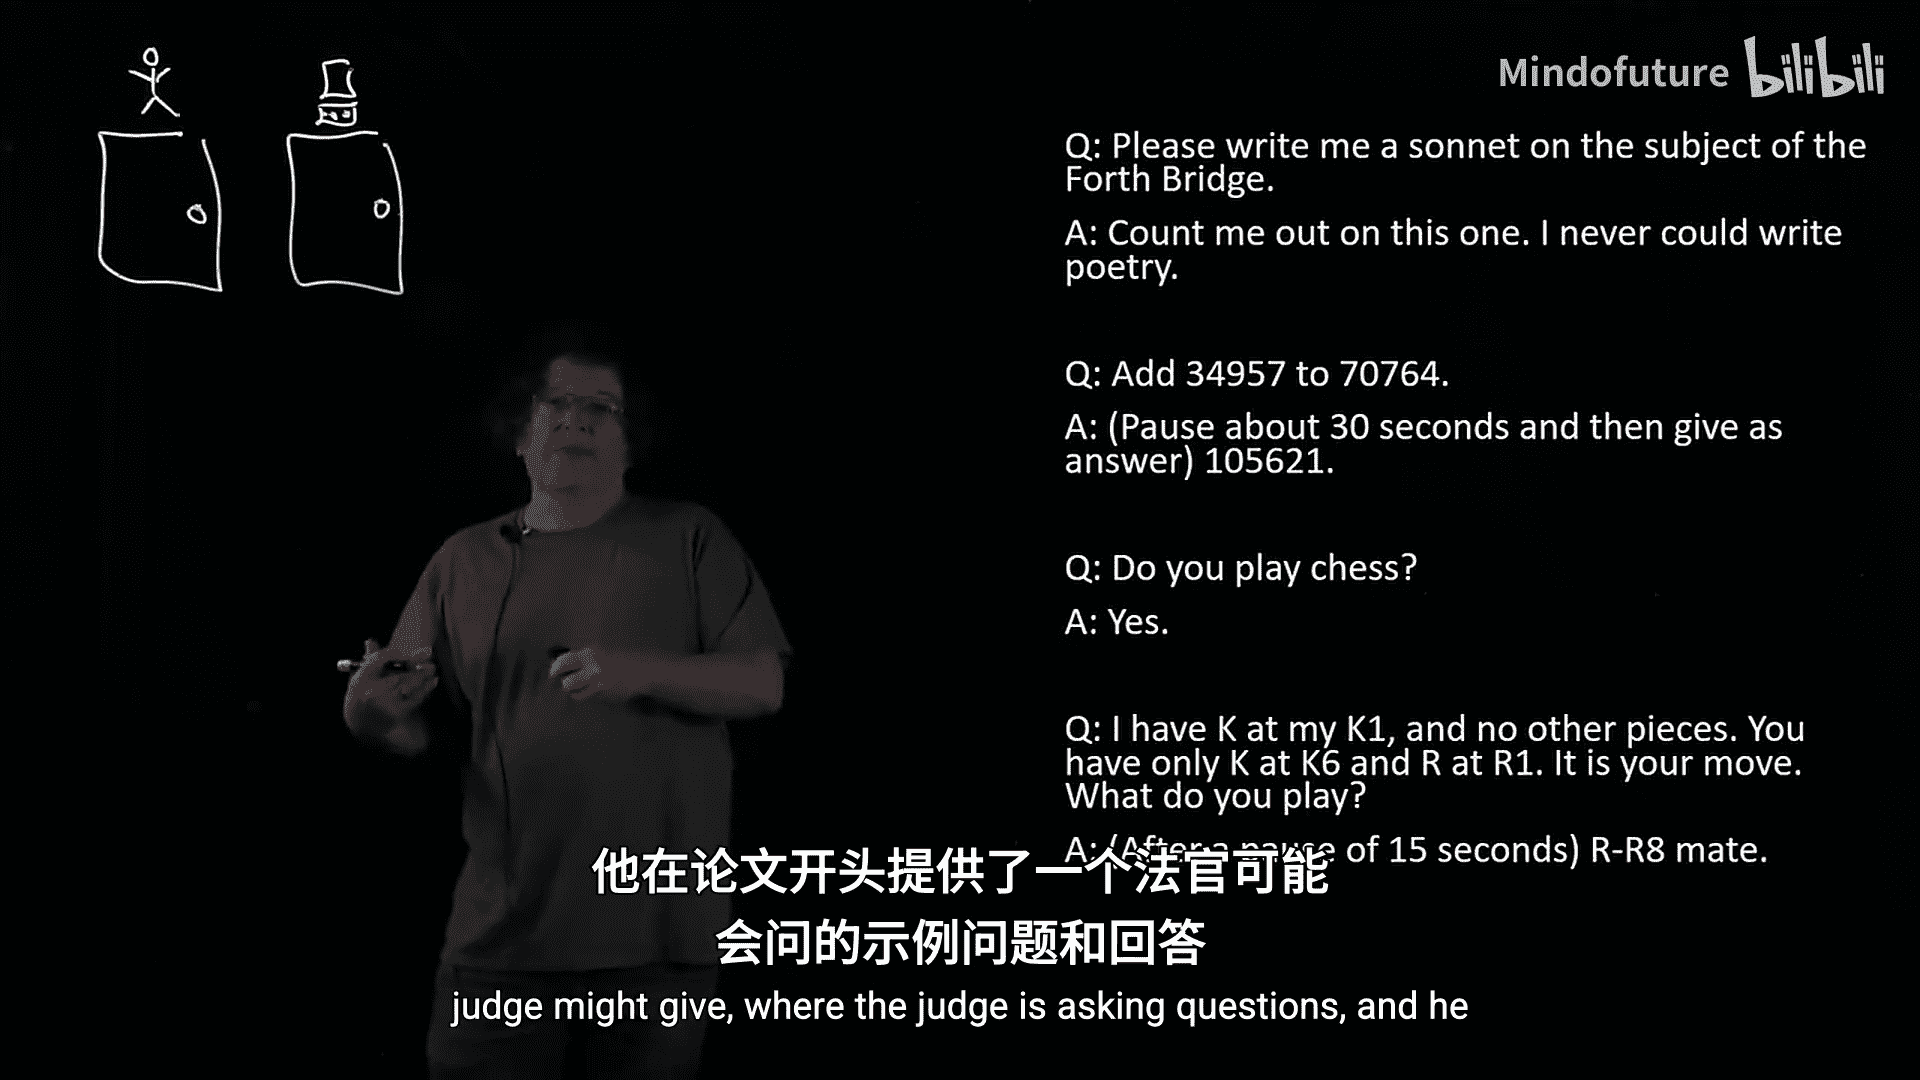 Mindofuture bilibili
Q: Please write me a sonnet on the subject of the
Forth Bridge.
A: Count me out on this one. I never could write
poetry.
Q: Add 34957 to 70764.
A: (Pause about 30 seconds and then give as
answer) 105621.
Q: Do you play chess?
A: Yes.
Q: I have K at my K1, and no other pieces. You
have only K at K6 and R at R1. It is your move.
What do you play?
A: (After a pause of 15 seconds) R-R8 mate.
他在论文开头提供了一个法官可能
会问的示例问题和回答
judge might give, where the judge is asking questions, and he